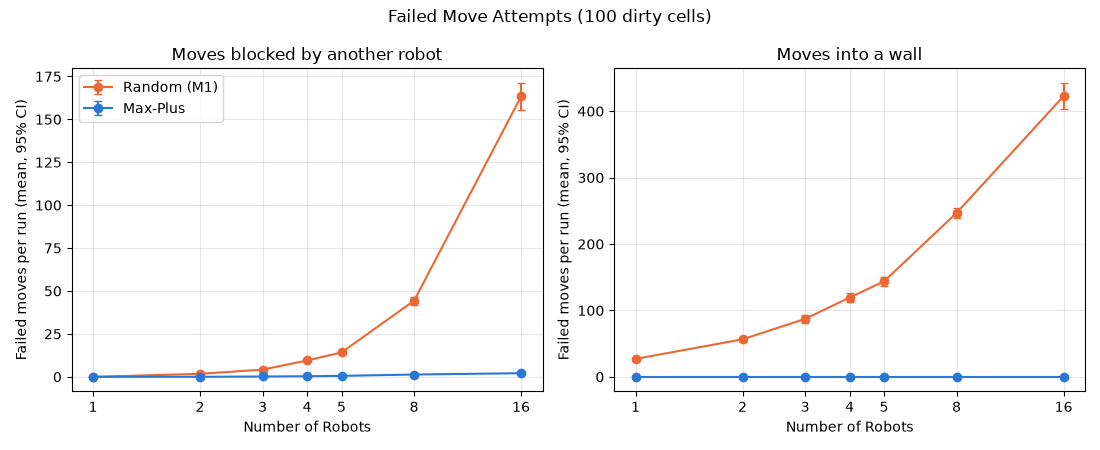 Failed Move Attempts (100 dirty cells)
Moves blocked by another robot
Failed moves per run (mean, 95% CI)
175
150
125
100
75
50
25
0
Random (M1)
Max-Plus
1 2 3 4 5 8 16
Number of Robots
Moves into a wall
Failed moves per run (mean, 95% CI)
400
300
200
100
0
1 2 3 4 5 8 16
Number of Robots